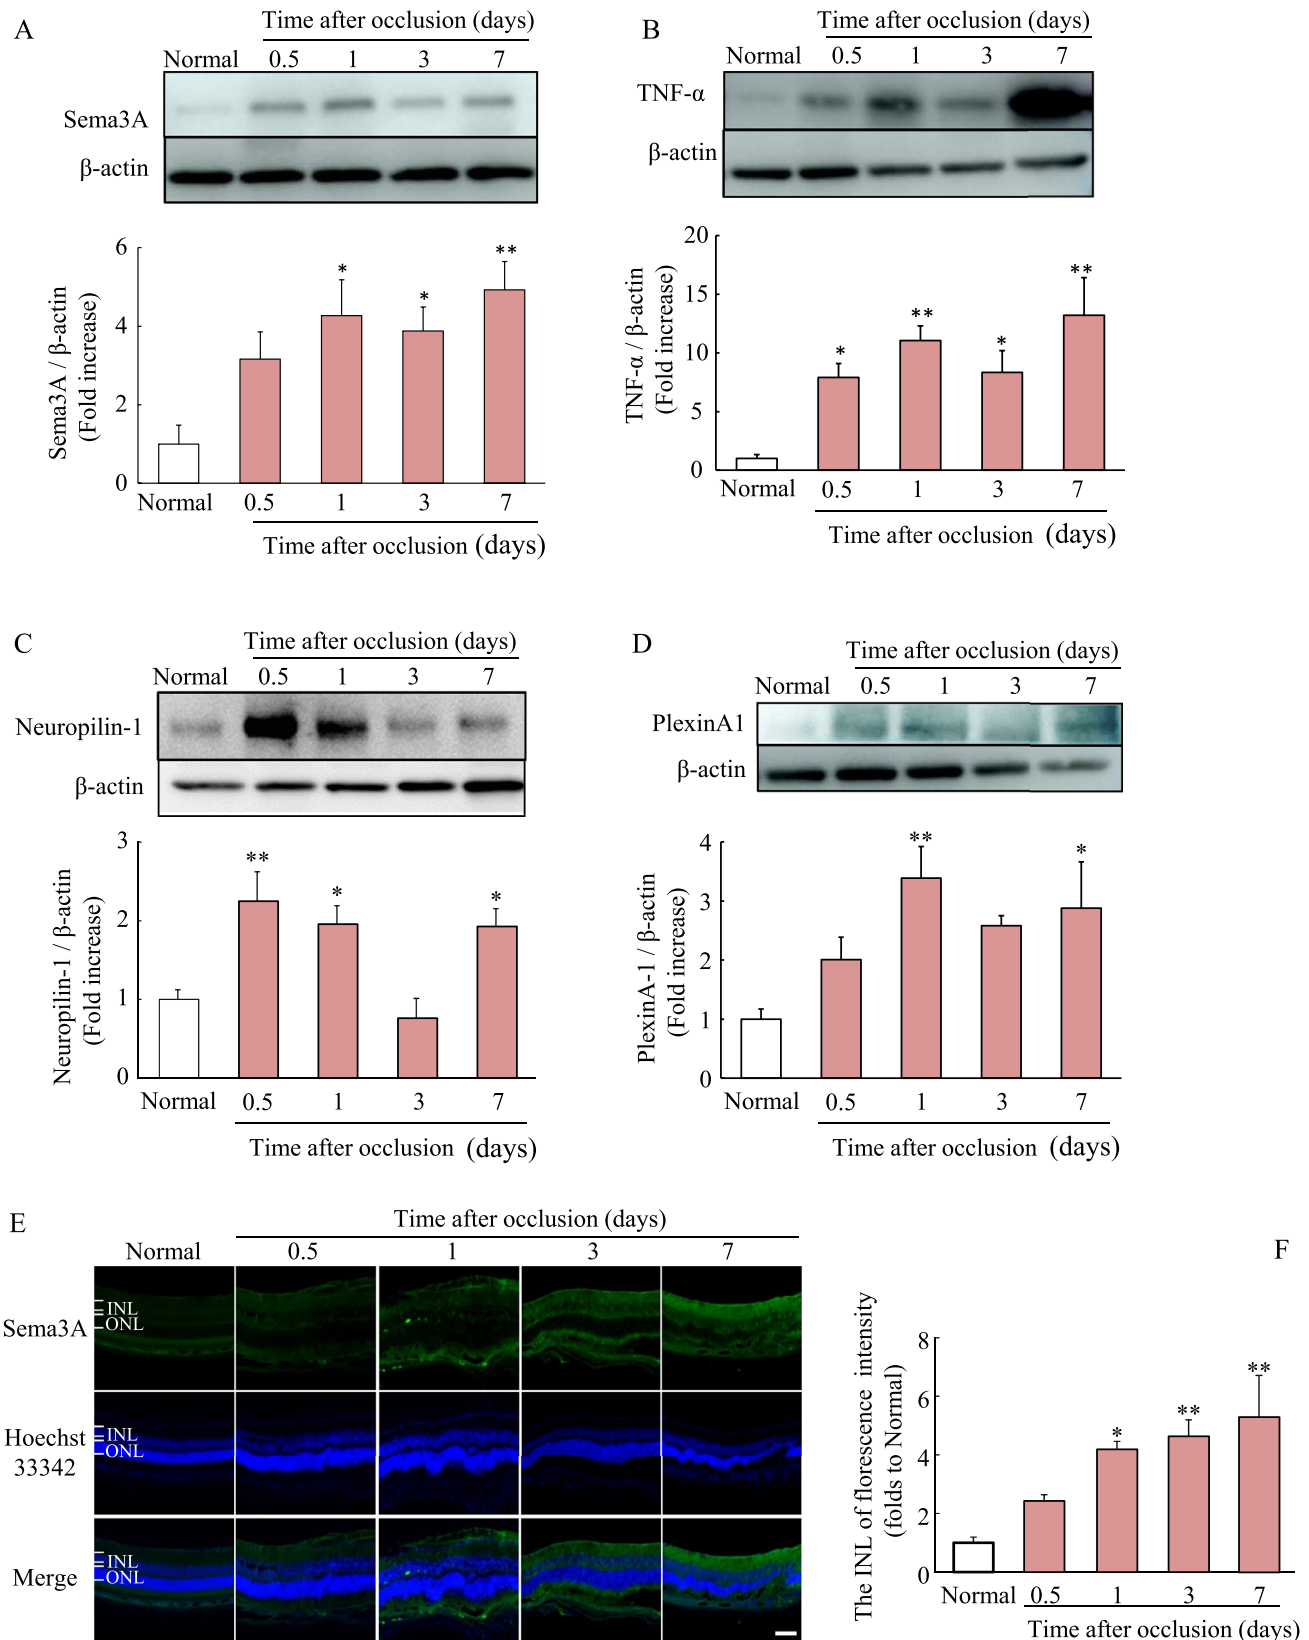 A
Time after occlusion (days)
Normal 0.5 1 3 7
Sema3A
β-actin
Sema3A / β-actin
(Fold increase)
6
4
2
0
*
*
**
Normal 0.5 1 3 7
Time after occlusion (days)
B
Time after occlusion (days)
Normal 0.5 1 3 7
TNF-α
β-actin
TNF-α / β-actin
(Fold increase)
20
15
10
5
0
*
**
*
**
Normal 0.5 1 3 7
Time after occlusion (days)
C
Time after occlusion (days)
Normal 0.5 1 3 7
Neuropilin-1
β-actin
Neuropilin-1 / β-actin
(Fold increase)
3
2
1
0
**
*
*
Normal 0.5 1 3 7
Time after occlusion (days)
D
Time after occlusion (days)
Normal 0.5 1 3 7
PlexinA1
β-actin
PlexinA-1 / β-actin
(Fold increase)
4
3
2
1
0
**
*
Normal 0.5 1 3 7
Time after occlusion (days)
E
Time after occlusion (days)
Normal 0.5 1 3 7
Sema3A
INL
ONL
Hoechst
33342
INL
ONL
Merge
INL
ONL
F
The INL of florescence intensity
(folds to Normal)
8
6
4
2
0
*
**
**
Normal 0.5 1 3 7
Time after occlusion (days)